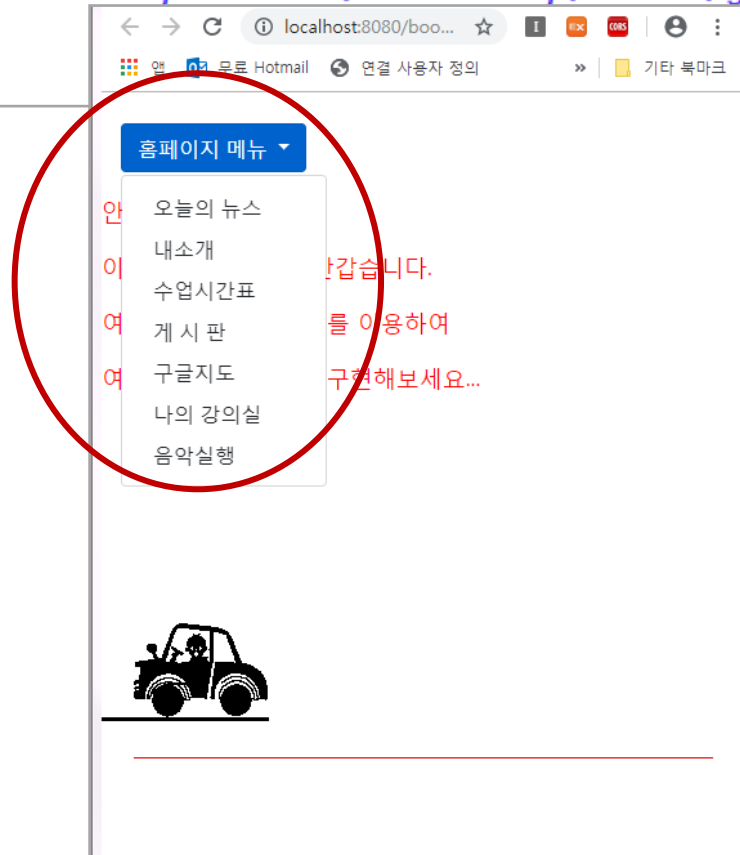 localhost:8080/boo...
EX
CORS
앱 무료 Hotmail 연결 사용자 정의 » 기타 북마크
홈페이지 메뉴
오늘의 뉴스
안
내소개
이 갑습니다.
수업시간표
여 를 이용하여
게 시 판
구글지도
여 구현해보세요...
나의 강의실
음악실행